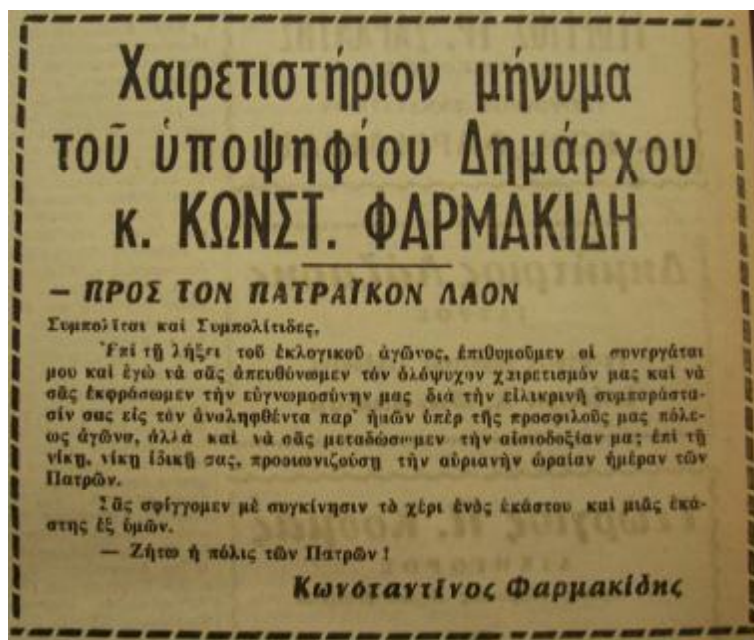 Χαιρετιστήριον μήνυμα
τοῦ ὑποψηφίου Δημάρχου
κ. ΚΩΝΣΤ. ΦΑΡΜΑΚΙΔΗ
— ΠΡΟΣ ΤΟΝ ΠΑΤΡΑΪΚΟΝ ΛΑΟΝ
Συμπολῖται καὶ Συμπολίτιδες,
Ἐπὶ τῇ λήξει τοῦ ἐκλογικοῦ ἀγῶνος, ἐπιθυμοῦμεν οἱ συνεργάται
μου καὶ ἐγὼ νὰ σᾶς ἀπευθύνωμεν τὸν ὁλόψυχον χαιρετισμόν μας καὶ νὰ
σᾶς ἐκφράσωμεν τὴν εὐγνωμοσύνην μας διὰ τὴν εἰλικρινῆ συμπαράστα-
σίν σας εἰς τὸν ἀναληφθέντα παρ' ἡμῶν ὑπὲρ τῆς προσφιλοῦς μας πόλε-
ως ἀγῶνα, ἀλλὰ καὶ νὰ σᾶς μεταδώσωμεν τὴν αἰσιοδοξίαν μας ἐπὶ τῇ
νίκῃ, νίκῃ ἰδικῇ σας, προοιωνιζούσῃ τὴν αὐριανὴν ὡραίαν ἡμέραν τῶν
Πατρῶν.
Σᾶς σφίγγομεν μὲ συγκίνησιν τὸ χέρι ἑνὸς ἑκάστου καὶ μιᾶς ἑκά-
στης ἐξ ὑμῶν.
— Ζήτω ἡ πόλις τῶν Πατρῶν!
Κωνσταντῖνος Φαρμακίδης